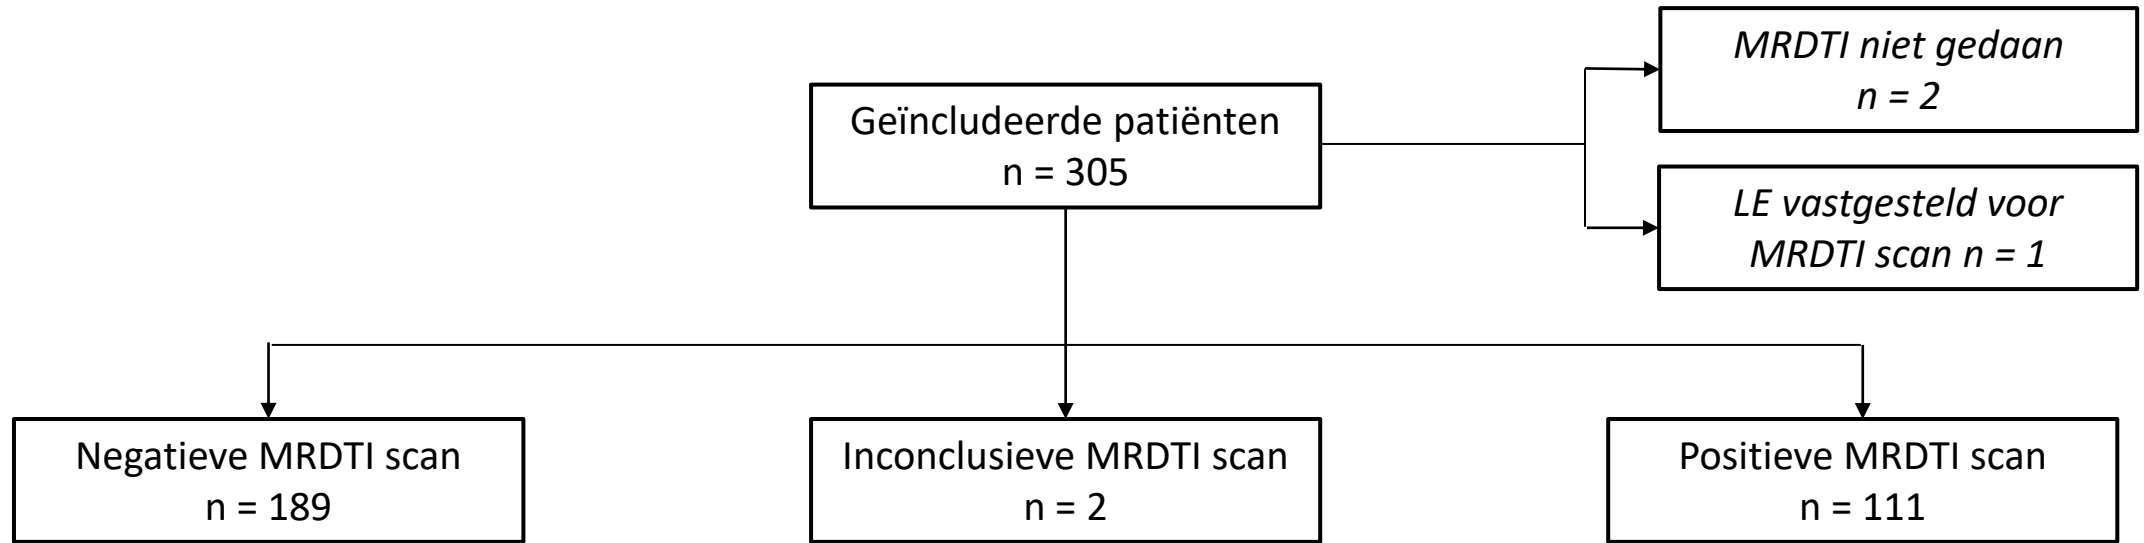 MRDTI niet gedaan
n = 2
Geïncludeerde patiënten
n = 305
LE vastgesteld voor
MRDTI scan n = 1
Negatieve MRDTI scan
n = 189
Inconclusieve MRDTI scan
n = 2
Positieve MRDTI scan
n = 111